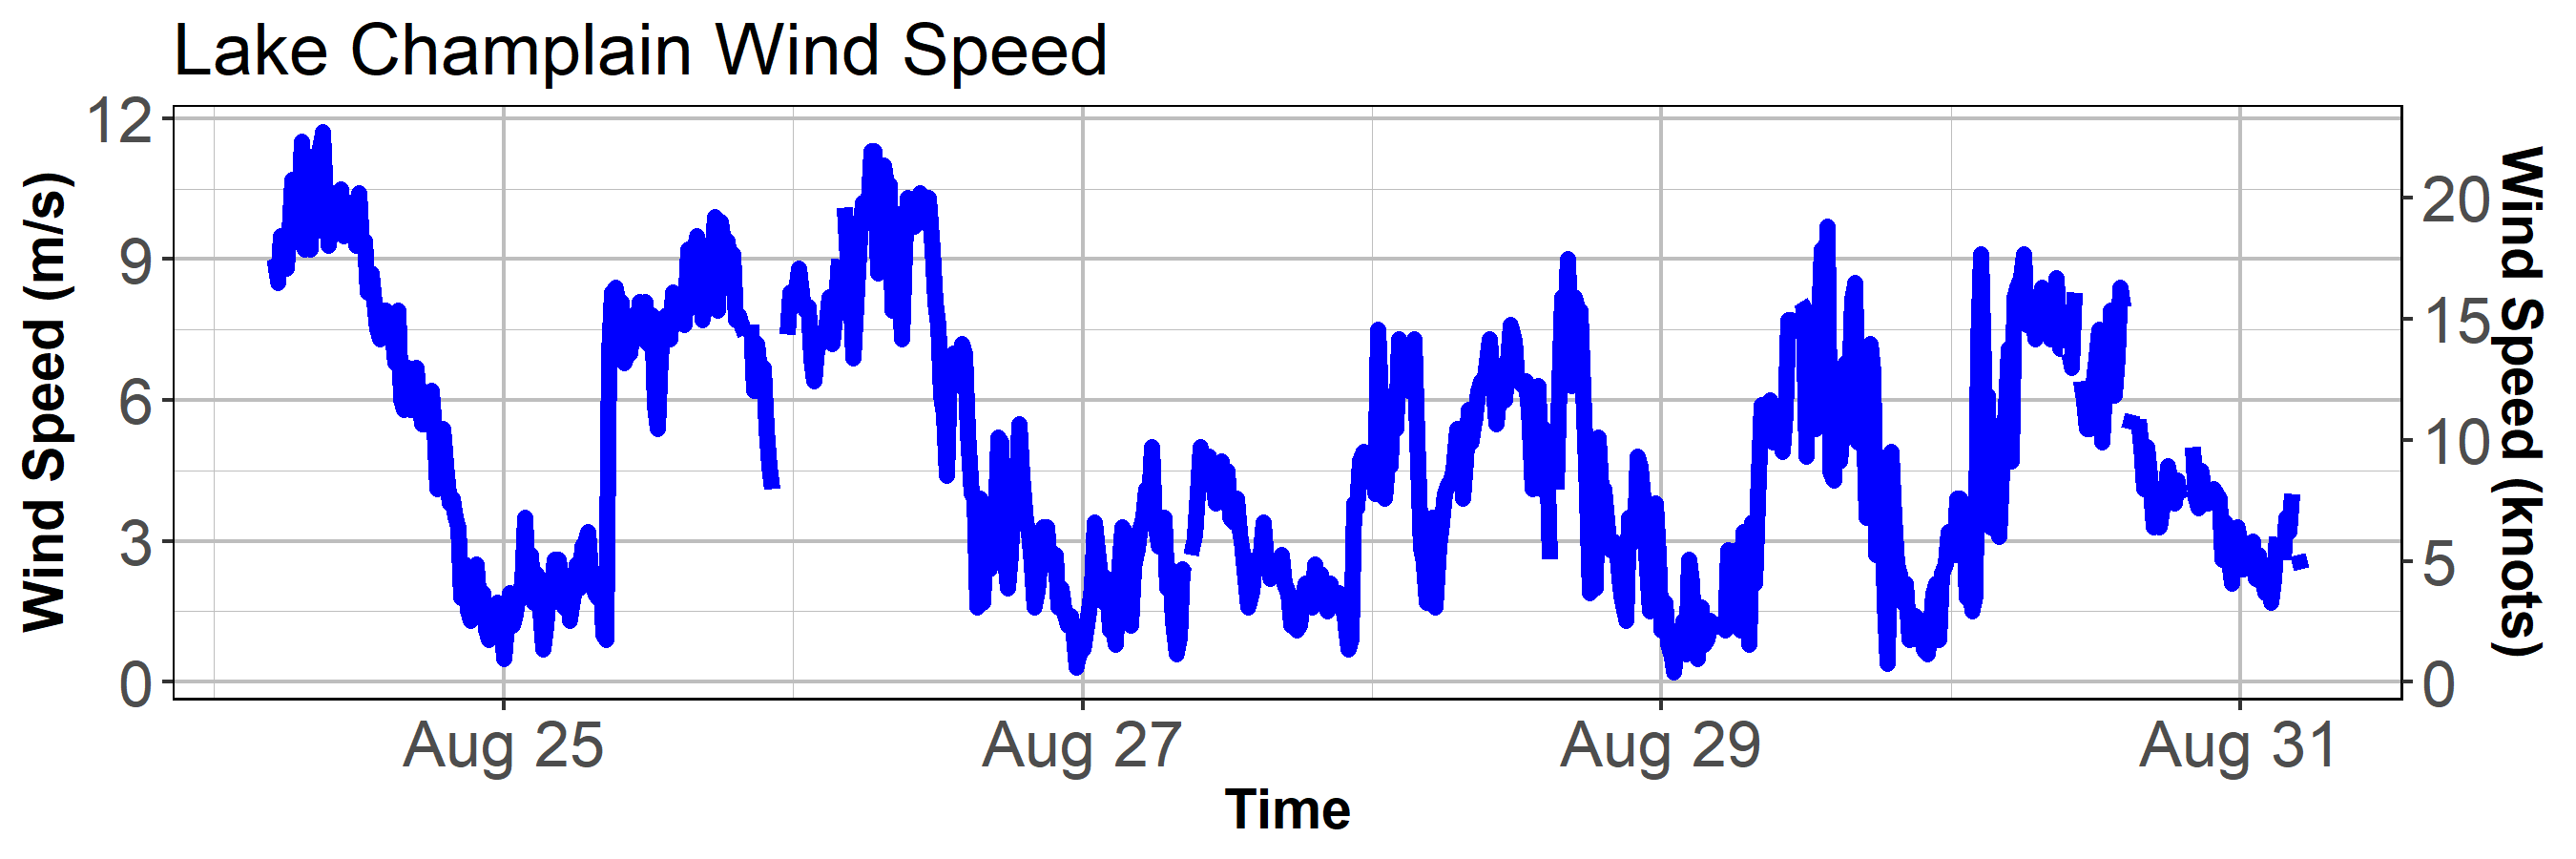 Lake Champlain Wind Speed
Wind Speed (m/s)
12
9
6
3
0
Wind Speed (knots)
20
15
10
5
0
Aug 25
Aug 27
Aug 29
Aug 31
Time